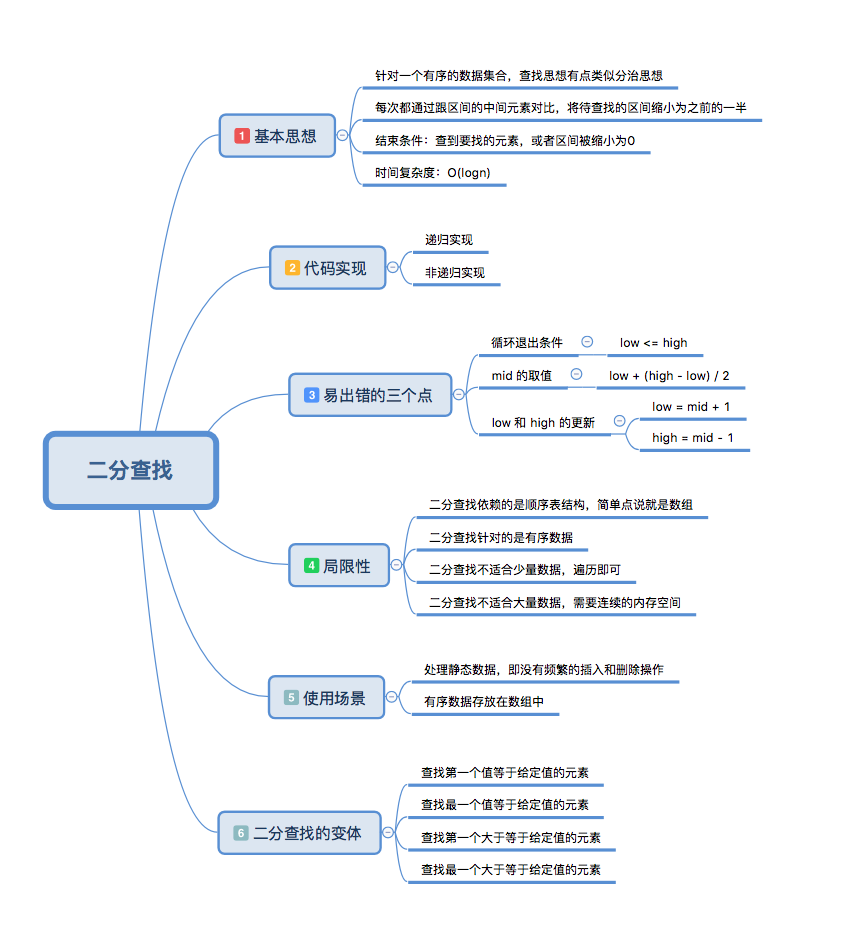 二分查找
1 基本思想
针对一个有序的数据集合，查找思想有点类似分治思想
每次都通过跟区间的中间元素对比，将待查找的区间缩小为之前的一半
结束条件：查到要找的元素，或者区间被缩小为0
时间复杂度：O(logn)
2 代码实现
递归实现
非递归实现
3 易出错的三个点
循环退出条件
low <= high
mid 的取值
low + (high - low) / 2
low 和 high 的更新
low = mid + 1
high = mid - 1
4 局限性
二分查找依赖的是顺序表结构，简单点说就是数组
二分查找针对的是有序数据
二分查找不适合少量数据，遍历即可
二分查找不适合大量数据，需要连续的内存空间
5 使用场景
处理静态数据，即没有频繁的插入和删除操作
有序数据存放在数组中
6 二分查找的变体
查找第一个值等于给定值的元素
查找最一个值等于给定值的元素
查找第一个大于等于给定值的元素
查找最一个大于等于给定值的元素